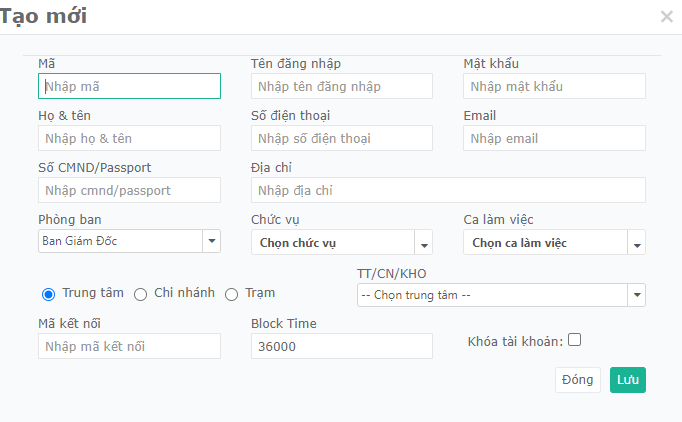 Tạo mới ×
Mã Tên đăng nhập Mật khẩu
Nhập mã Nhập tên đăng nhập Nhập mật khẩu
Họ & tên Số điện thoại Email
Nhập họ & tên Nhập số điện thoại Nhập email
Số CMND/Passport Địa chỉ
Nhập cmnd/passport Nhập địa chỉ
Phòng ban Chức vụ Ca làm việc
Ban Giám Đốc Chọn chức vụ Chọn ca làm việc
TT/CN/KHO
Trung tâm Chi nhánh Trạm -- Chọn trung tâm --
Mã kết nối Block Time
Nhập mã kết nối 36000 Khóa tài khoản:
Đóng Lưu